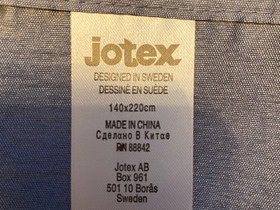 jotex
DESIGNED IN SWEDEN
DESSINÉ EN SUÈDE
140x220cm
MADE IN CHINA
Сделано В Китае
RN 88842
Jotex AB
Box 961
501 10 Borås
Sweden